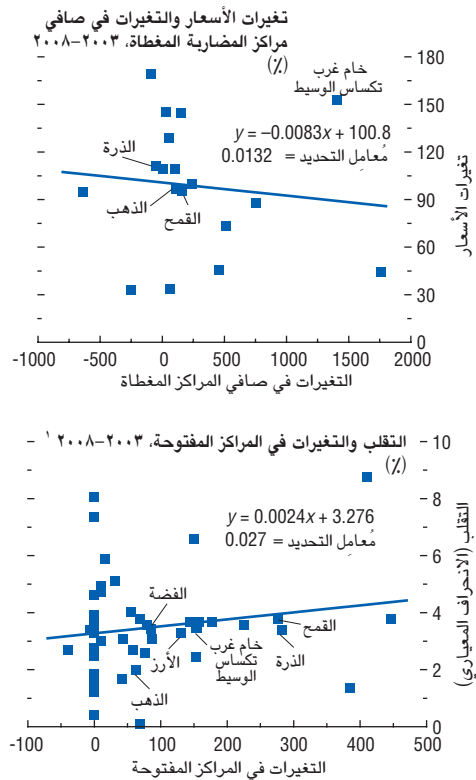 تغيرات الأسعار والتغيرات في صافي
مراكز المضاربة المغطاة، ٢٠٠٣–٢٠٠٨
(٪)
180
150
120
90
60
30
0
تغيرات الأسعار
خام غرب
تكساس الوسيط
y = –0.0083x + 100.8
مُعامِل التحديد = 0.0132
الذرة
الذهب
القمح
-1000
-500
0
500
1000
1500
2000
التغيرات في صافي المراكز المغطاة
التقلب والتغيرات في المراكز المفتوحة، ٢٠٠٣–٢٠٠٨ ١
(٪)
10
8
6
4
2
0
التقلب (الانحراف المعياري)
y = 0.0024x + 3.276
مُعامِل التحديد = 0.027
الفضة
القمح
خام غرب
تكساس
الوسيط
الأرز
الذرة
الذهب
-100
0
100
200
300
400
500
التغيرات في المراكز المفتوحة